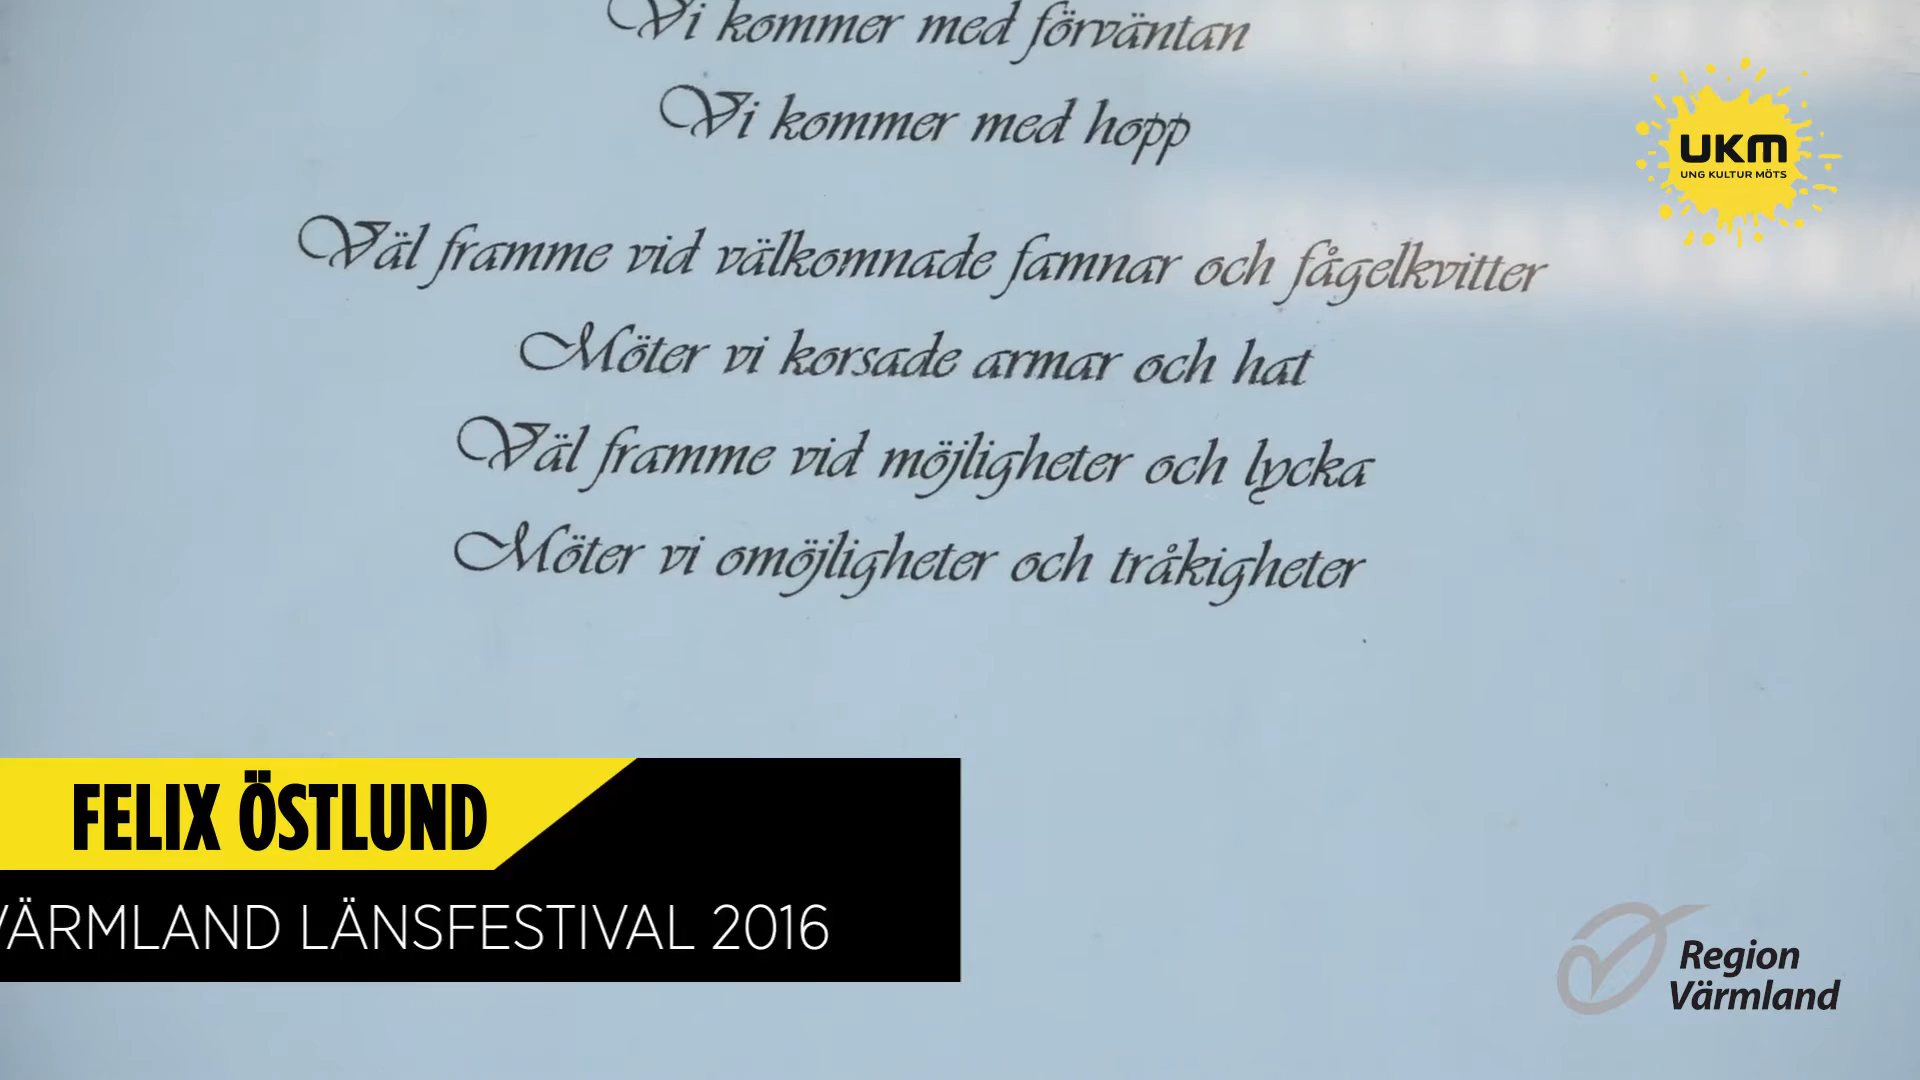 Vi kommer med förväntan
Vi kommer med hopp
Väl framme vid välkomnade famnar och fågelkvitter
Möter vi korsade armar och hat
Väl framme vid möjligheter och lycka
Möter vi omöjligheter och tråkigheter
UKM
UNG KULTUR MÖTS
FELIX ÖSTLUND
VÄRMLAND LÄNSFESTIVAL 2016
Region
Värmland